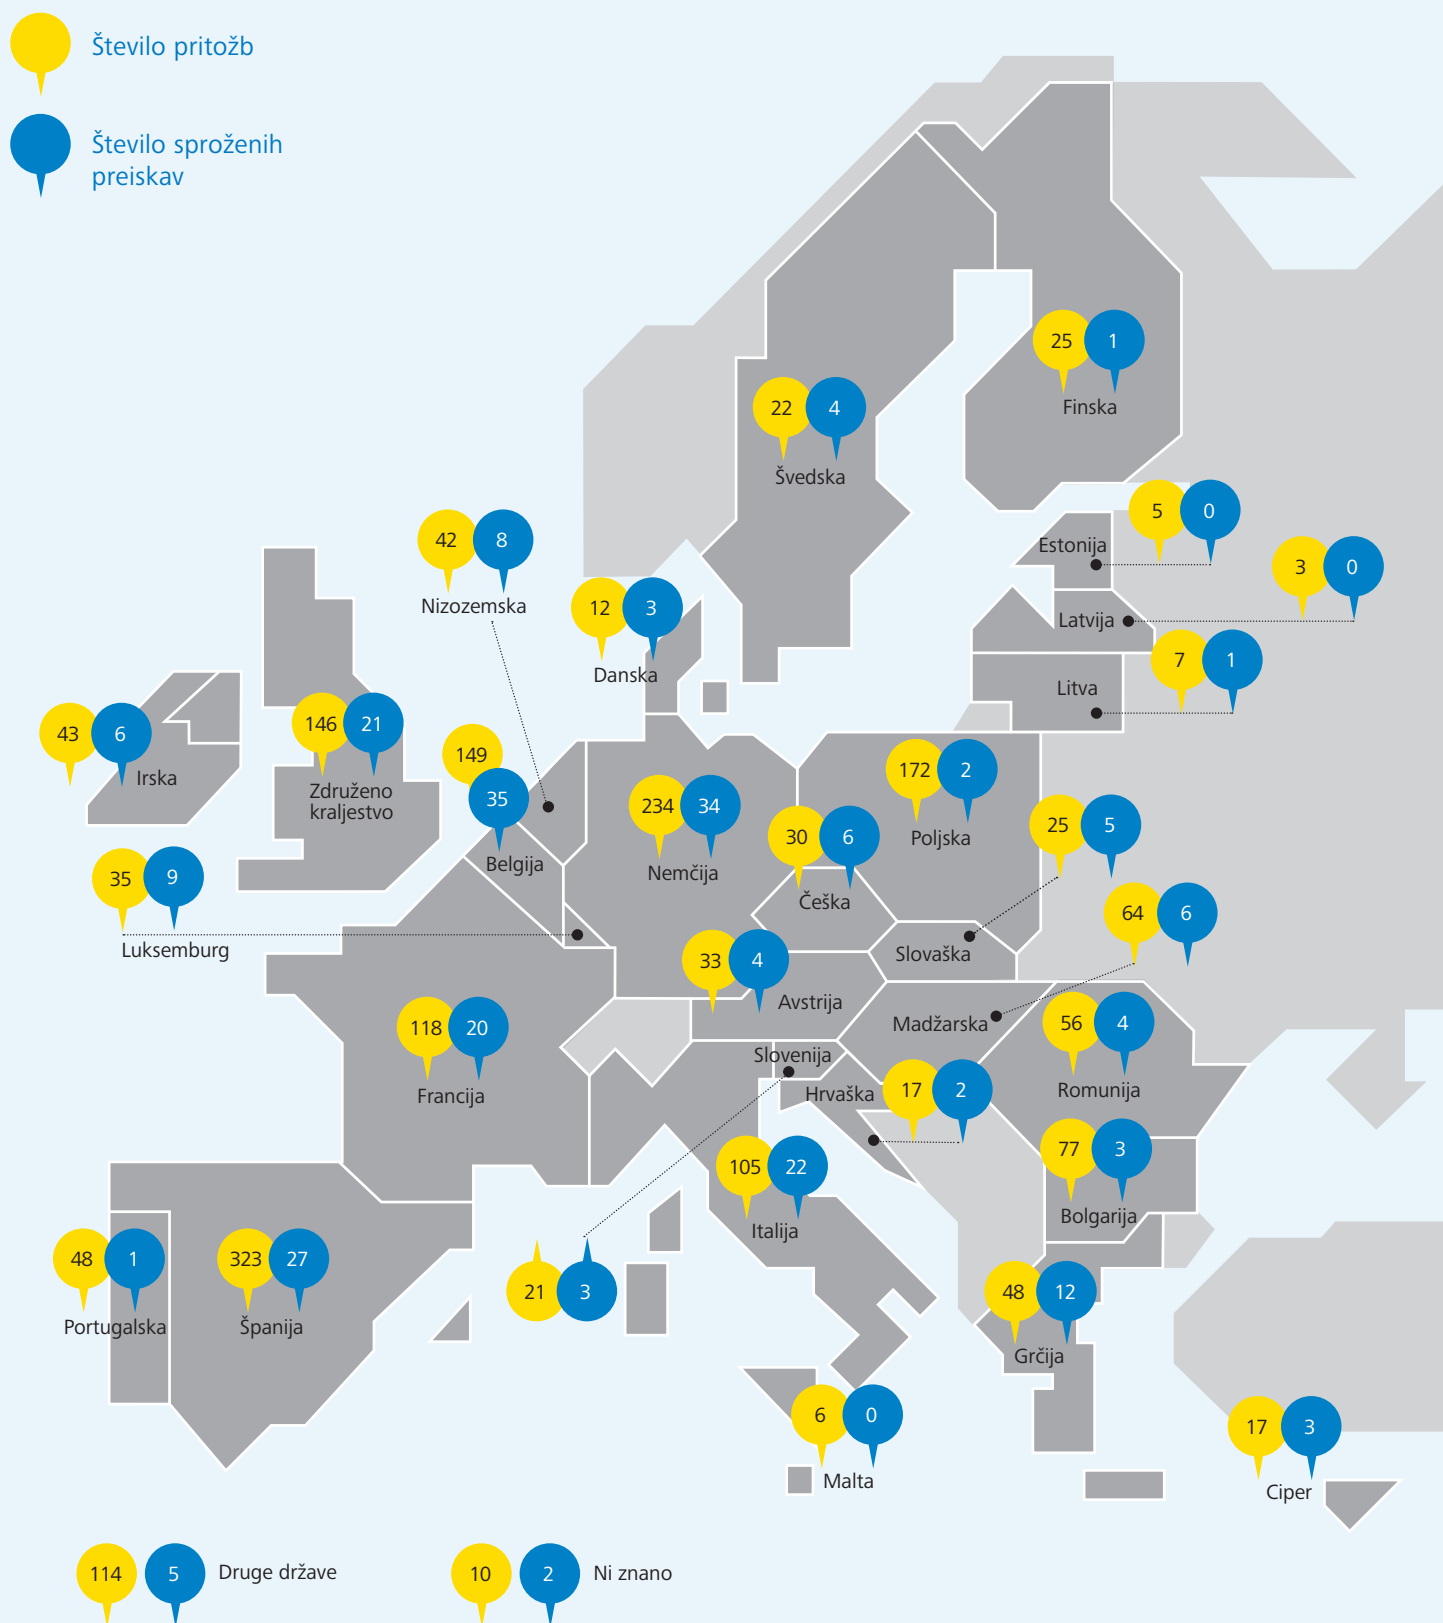 Število pritožb
Število sproženih
preiskav
25 1
Finska
22 4
Švedska
5 0
Estonija
42 8
Nizozemska
3 0
Latvija
12 3
Danska
7 1
Litva
43 6
Irska
146 21
Združeno
kraljestvo
149
35
Belgija
234 34
Nemčija
172 2
Poljska
30 6
Češka
25 5
Slovaška
35 9
Luksemburg
64 6
Madžarska
33 4
Avstrija
118 20
Francija
56 4
Romunija
Slovenija
21 3
Hrvaška
17 2
105 22
Italija
77 3
Bolgarija
48 1
Portugalska
323 27
Španija
48 12
Grčija
6 0
Malta
17 3
Ciper
114 5 Druge države
10 2 Ni znano